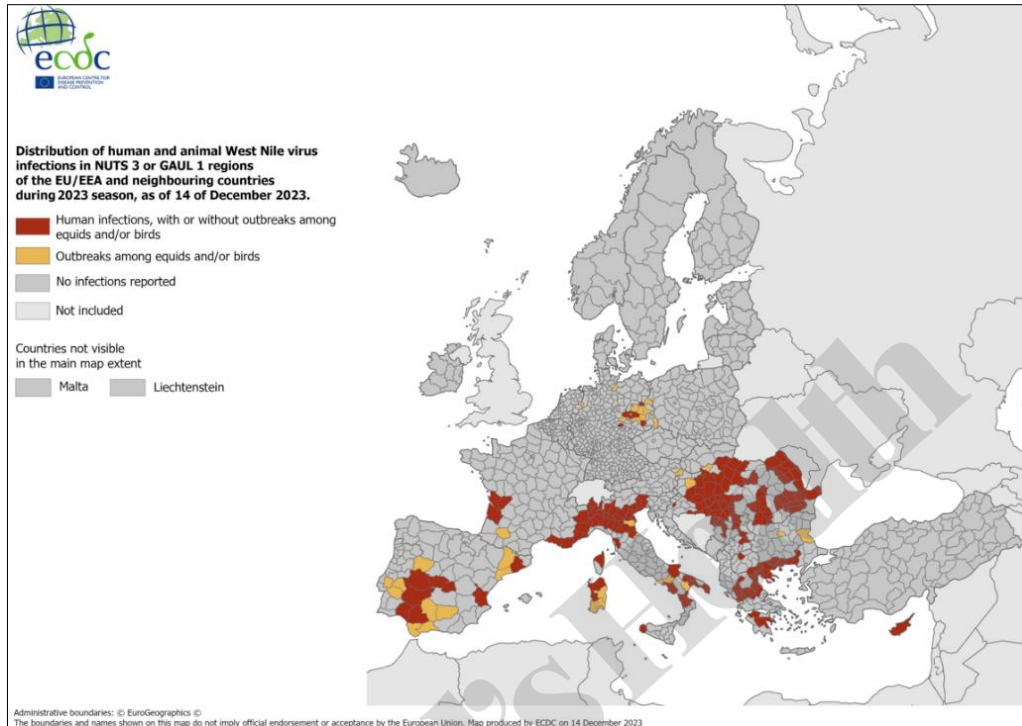 ecdc
EUROPEAN CENTRE FOR
DISEASE PREVENTION
AND CONTROL
Distribution of human and animal West Nile virus
infections in NUTS 3 or GAUL 1 regions
of the EU/EEA and neighbouring countries
during 2023 season, as of 14 of December 2023.
Human infections, with or without outbreaks among
equids and/or birds
Outbreaks among equids and/or birds
No infections reported
Not included
Countries not visible
in the main map extent
Malta
Liechtenstein
Administrative boundaries: © EuroGeographics ©
The boundaries and names shown on this map do not imply official endorsement or acceptance by the European Union. Map produced by ECDC on 14 December 2023